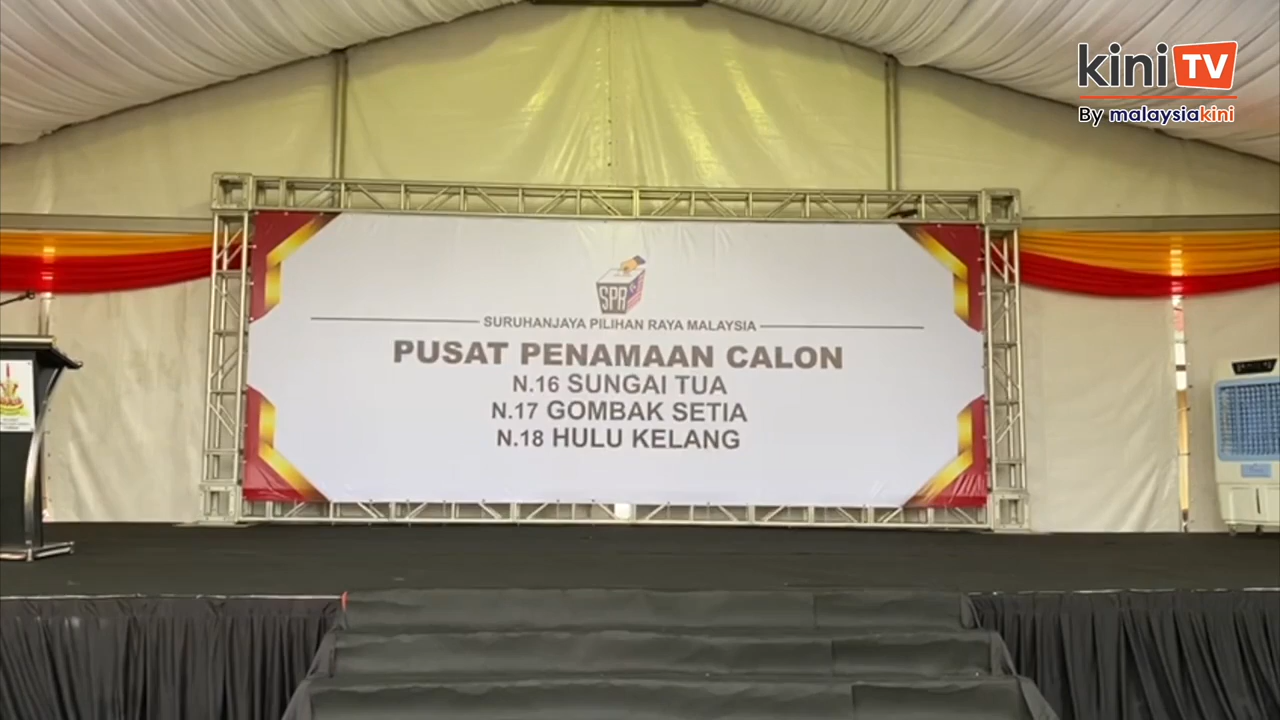 kini TV
By malaysiakini
SPR
SURUHANJAYA PILIHAN RAYA MALAYSIA
PUSAT PENAMAAN CALON
N.16 SUNGAI TUA
N.17 GOMBAK SETIA
N.18 HULU KELANG